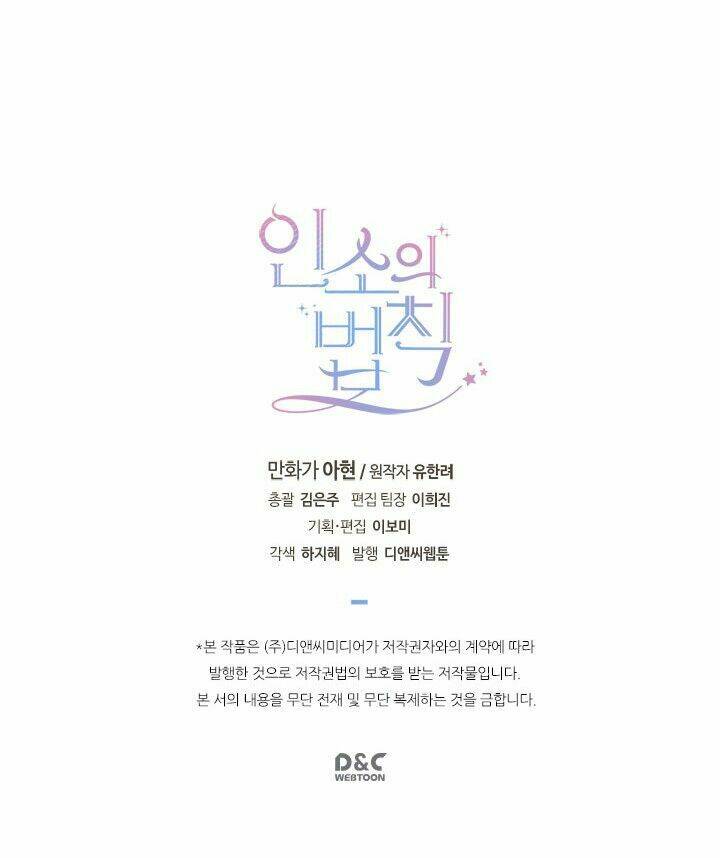 인소의
법칙
만화가 아현 / 원작자 유한려
총괄 김은주 편집 팀장 이희진
기획·편집 이보미
각색 하지혜 발행 디앤씨웹툰
*본 작품은 (주)디앤씨미디어가 저작권자와의 계약에 따라
발행한 것으로 저작권법의 보호를 받는 저작물입니다.
본 서의 내용을 무단 전재 및 무단 복제하는 것을 금합니다.
D&C
WEBTOON